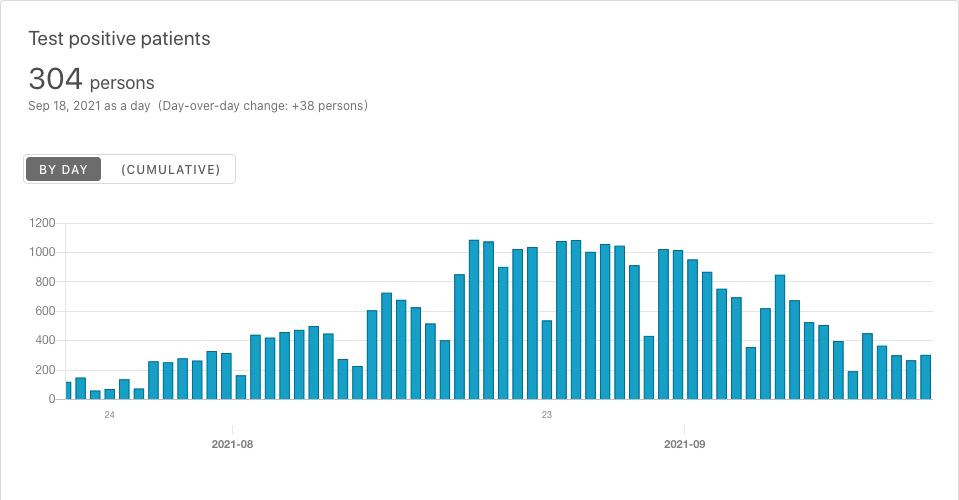 Test positive patients
304 persons
Sep 18, 2021 as a day (Day-over-day change: +38 persons)
BY DAY (CUMULATIVE)
1200
1000
800
600
400
200
0
24 23
2021-08 2021-09